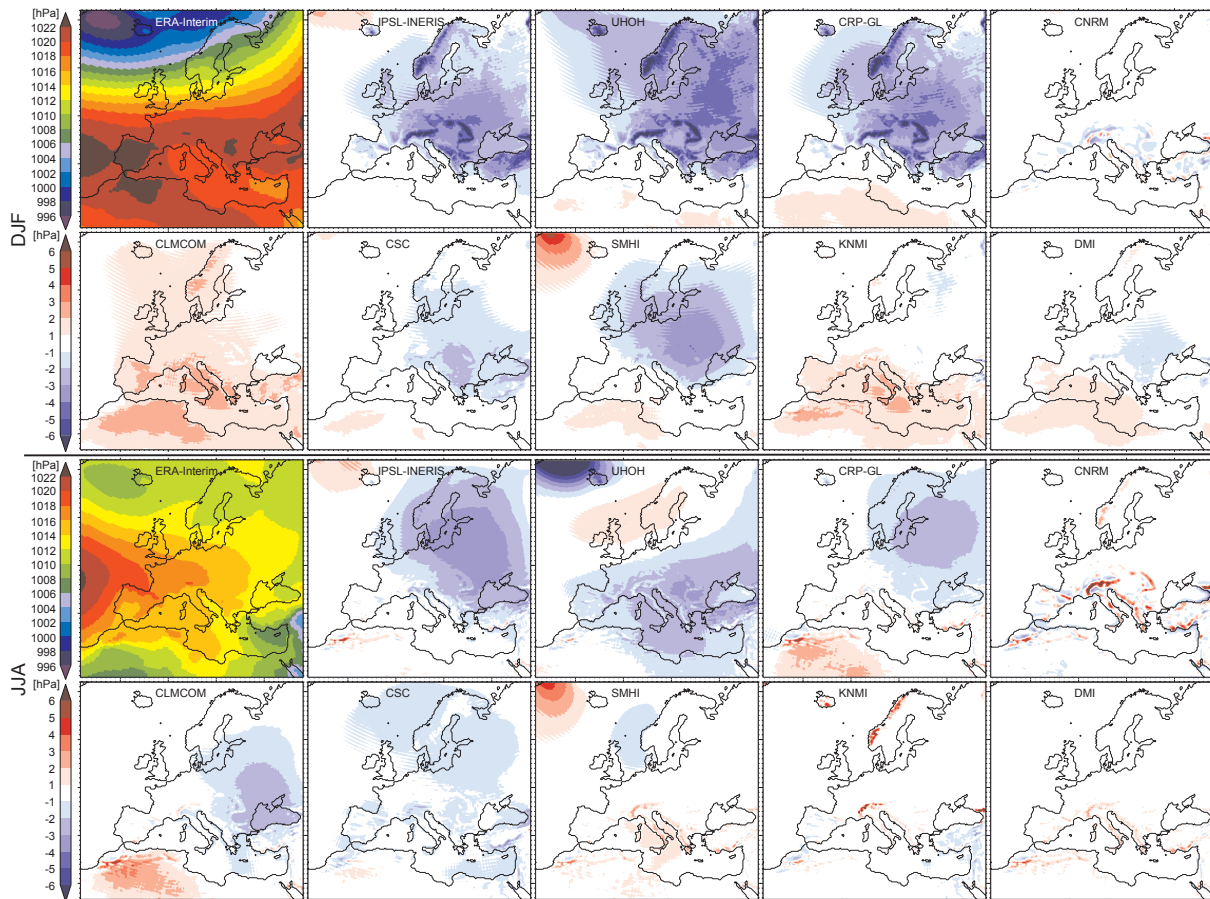 [hPa]
ERA-Interim
IPSL-INERIS
UHOH
CRP-GL
CNRM
1022
1020
1018
1016
1014
1012
1010
1008
1006
1004
1002
1000
998
996
DJF
[hPa]
CLMCOM
CSC
SMHI
KNMI
DMI
6
5
4
3
2
1
-1
-2
-3
-4
-5
-6
[hPa]
ERA-Interim
IPSL-INERIS
UHOH
CRP-GL
CNRM
1022
1020
1018
1016
1014
1012
1010
1008
1006
1004
1002
1000
998
996
JJA
[hPa]
CLMCOM
CSC
SMHI
KNMI
DMI
6
5
4
3
2
1
-1
-2
-3
-4
-5
-6